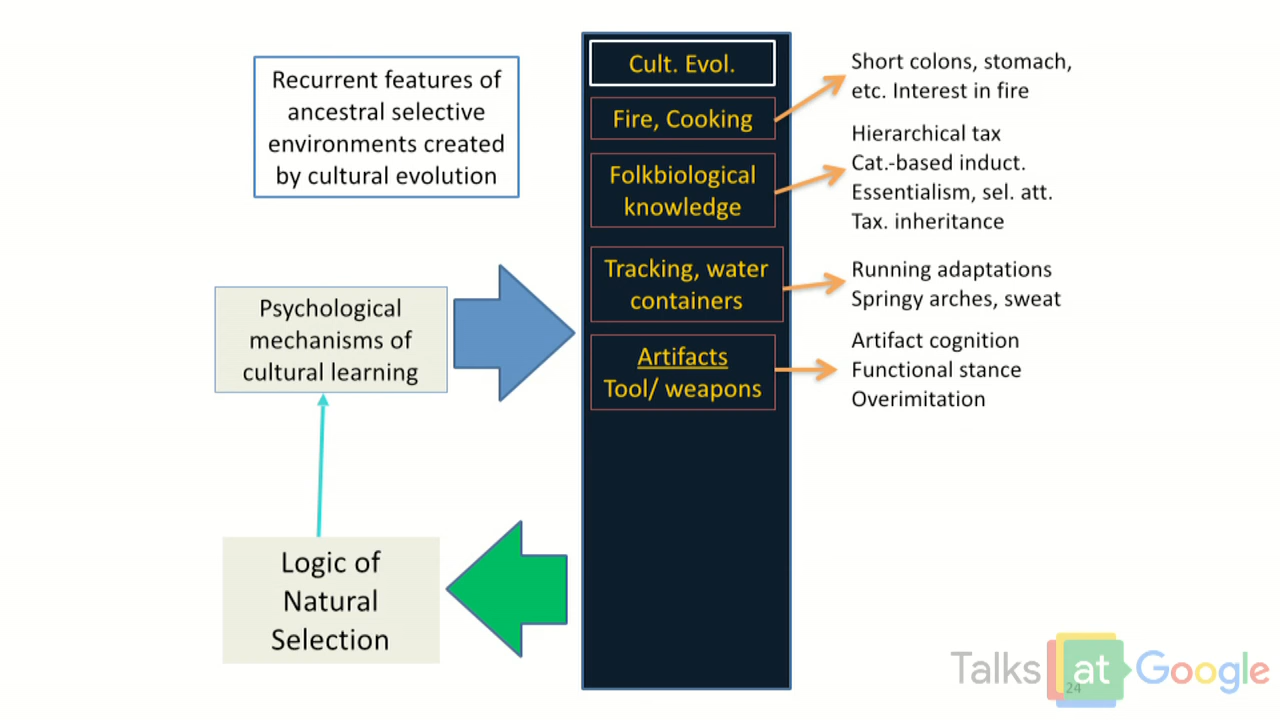 Recurrent features of
ancestral selective
environments created
by cultural evolution
Psychological
mechanisms of
cultural learning
Logic of
Natural
Selection
Cult. Evol.
Fire, Cooking
Folkbiological
knowledge
Tracking, water
containers
Artifacts
Tool/ weapons
Short colons, stomach,
etc. Interest in fire
Hierarchical tax
Cat.-based induct.
Essentialism, sel. att.
Tax. inheritance
Running adaptations
Springy arches, sweat
Artifact cognition
Functional stance
Overimitation
Talks at Google
24